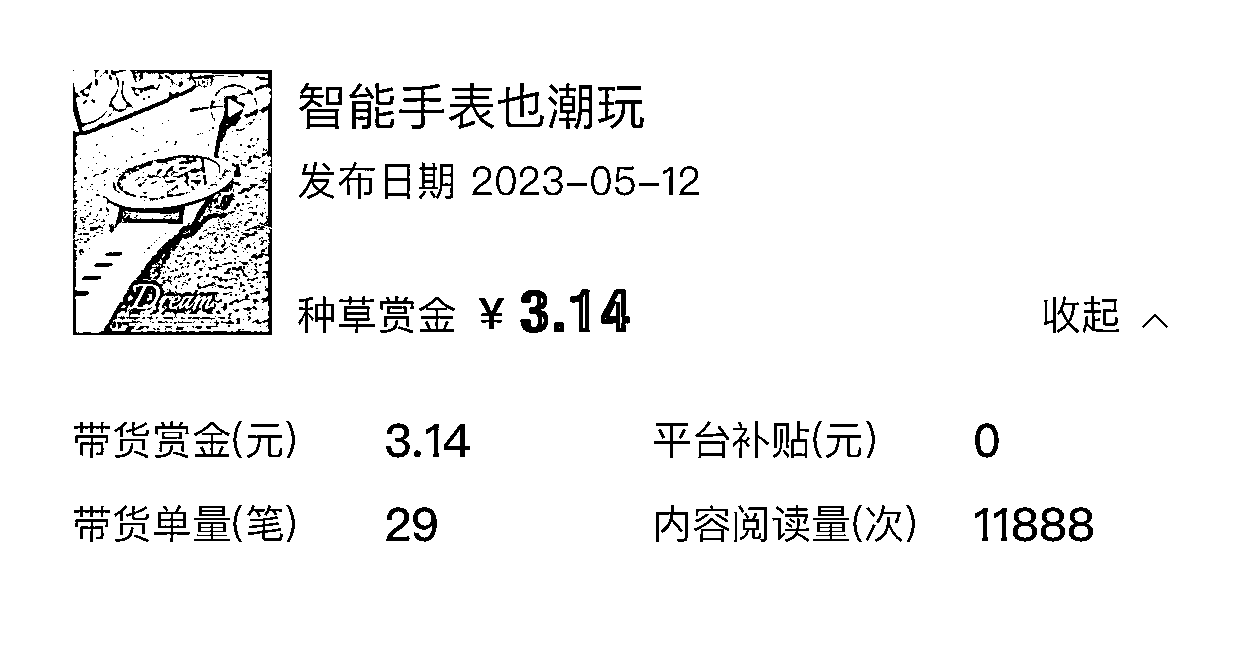 智能手表也潮玩
发布日期 2023-05-12
Dream
种草赏金 ¥ 3.14 收起
带货赏金(元) 3.14 平台补贴(元) 0
带货单量(笔) 29 内容阅读量(次) 11888